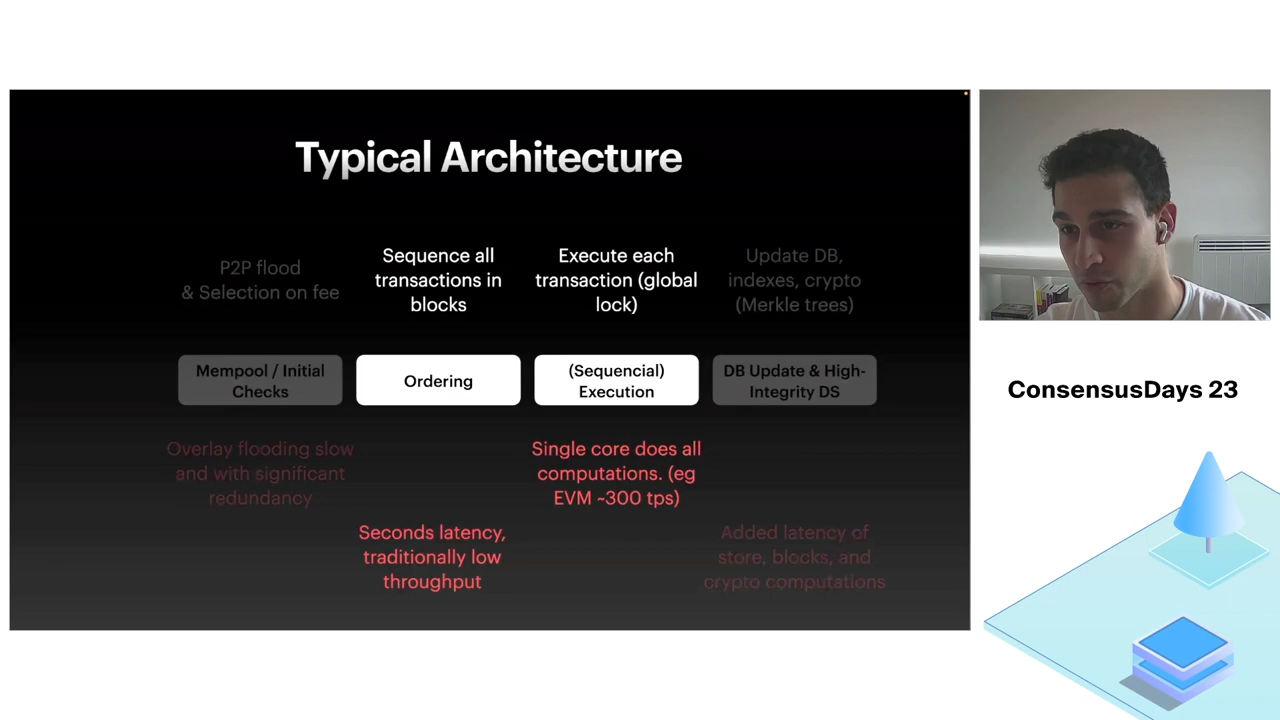 Typical Architecture
P2P flood
& Selection on fee
Sequence all
transactions in
blocks
Execute each
transaction (global
lock)
Update DB,
indexes, crypto
(Merkle trees)
Mempool / Initial
Checks
Ordering
(Sequencial)
Execution
DB Update & High-
Integrity DS
Overlay flooding slow
and with significant
redundancy
Seconds latency,
traditionally low
throughput
Single core does all
computations. (eg
EVM ~300 tps)
Added latency of
store, blocks, and
crypto computations
ConsensusDays 23